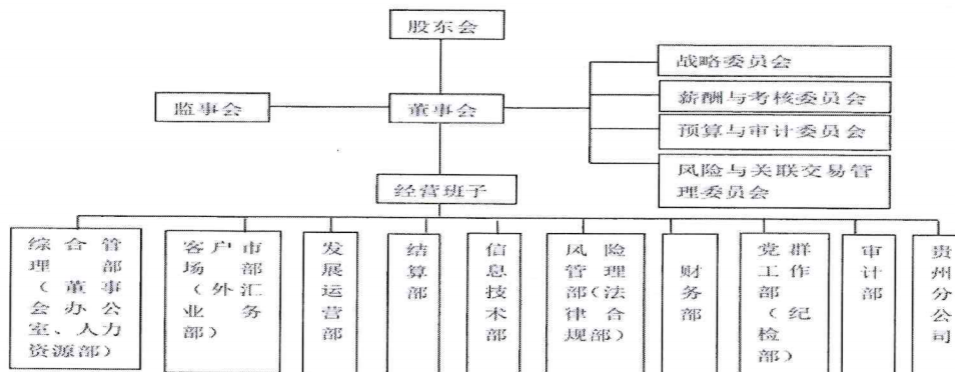 股东会
战略委员会
薪酬与考核委员会
监事会
董事会
预算与审计委员会
风险与关联交易管
理委员会
经营班子
综合管
理部
（董事
会办公
室、人力
资源部）
客户市
场部
（外汇
业务
部）
发
展
运
营
部
结
算
部
信
息
技
术
部
风险
管理
部（法
律合
规部）
财
务
部
党群
工作
部
（纪
检
部）
审
计
部
贵
州
分
公
司